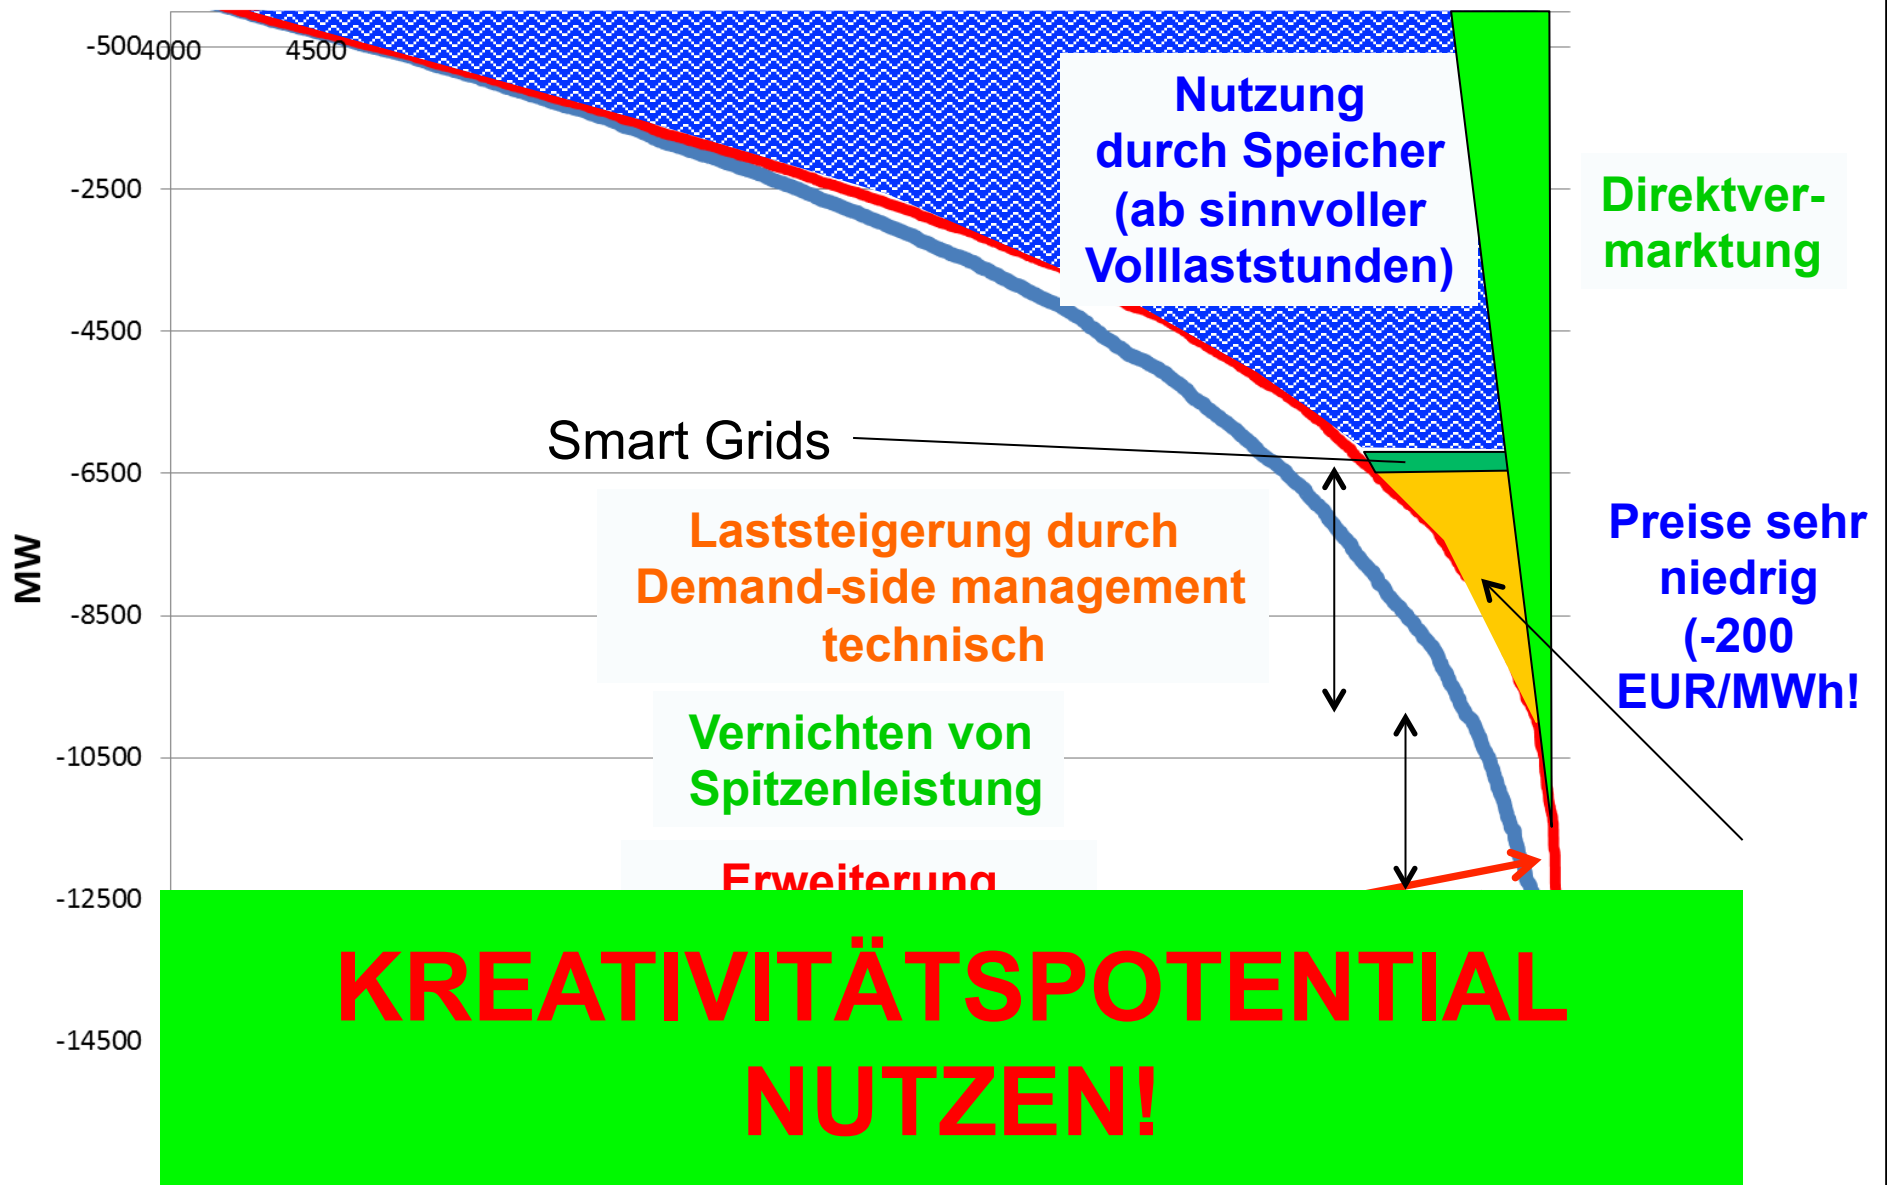 -500
4000
4500
Nutzung
durch Speicher
(ab sinnvoller
Volllaststunden)
Direktver-
marktung
-2500
-4500
Smart Grids
-6500
Laststeigerung durch
Demand-side management
technisch
Preise sehr
niedrig
(-200
EUR/MWh!
MW
-8500
Vernichten von
Spitzenleistung
-10500
Erweiterung
-12500
KREATIVITÄTSPOTENTIAL
NUTZEN!
-14500